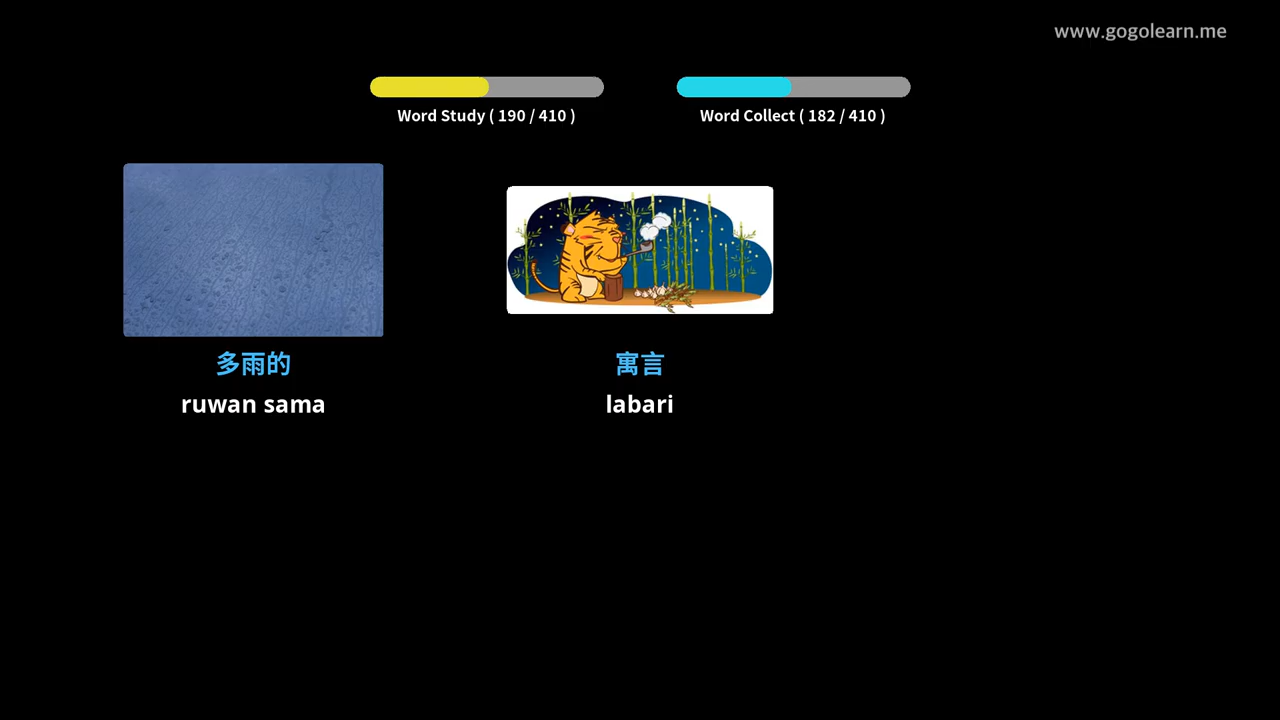 www.gogolearn.me
Word Study ( 190 / 410 )
Word Collect ( 182 / 410 )
多雨的
ruwan sama
寓言
labari